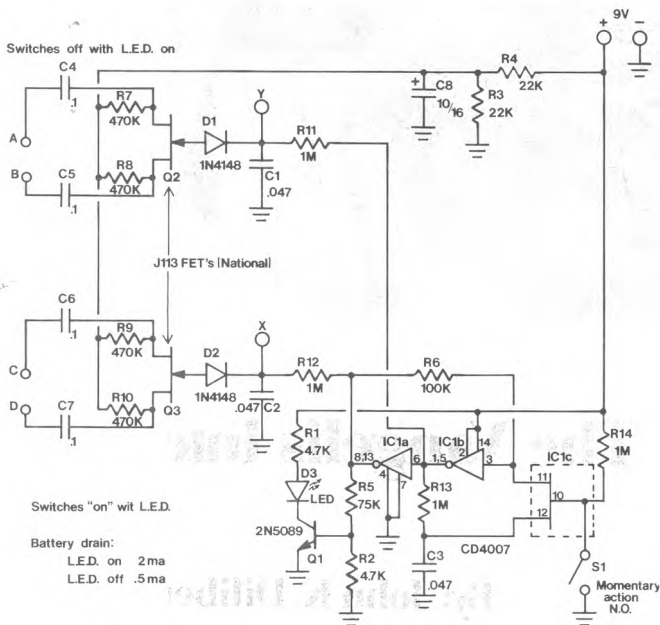 9V
+ -
Switches off with L.E.D. on
C4
.1
A
R7
470K
R8
470K
B
C5
.1
Q2
D1
1N4148
Y
C1
.047
R11
1M
+
C8
10/16
R3
22K
R4
22K
J113 FET's (National)
C6
.1
C
R9
470K
R10
470K
D
C7
.1
Q3
D2
1N4148
X
.047 C2
R12
1M
R6
100K
R1
4.7K
D3
LED
2N5089
Q1
R5
75K
R2
4.7K
8,13
IC1a
6
4
7
1,5
IC1b
14
2
3
R13
1M
C3
.047
CD4007
IC1c
11
10
12
R14
1M
S1
Momentary
action
N.O.
Switches "on" wit L.E.D.
Battery drain:
L.E.D. on 2ma
L.E.D. off .5ma